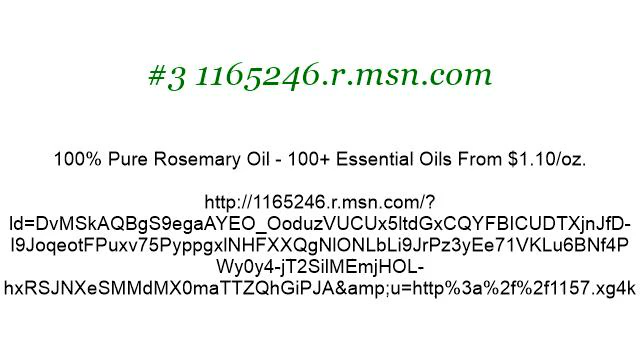 #3 1165246.r.msn.com
100% Pure Rosemary Oil - 100+ Essential Oils From $1.10/oz.
http://1165246.r.msn.com/?
ld=DvMSkAQBgS9egaAYEO_OoduzVUCUx5ltdGxCQYFBICUDTXjnJfD-
l9JoqeotFPuxv75PyppgxlNHFXXQgNlONLbLi9JrPz3yEe71VKLu6BNf4P
Wy0y4-jT2SilMEmjHOL-
hxRSJNXeSMMdMX0maTTZQhGiPJA&amp;u=http%3a%2f%2f1157.xg4k